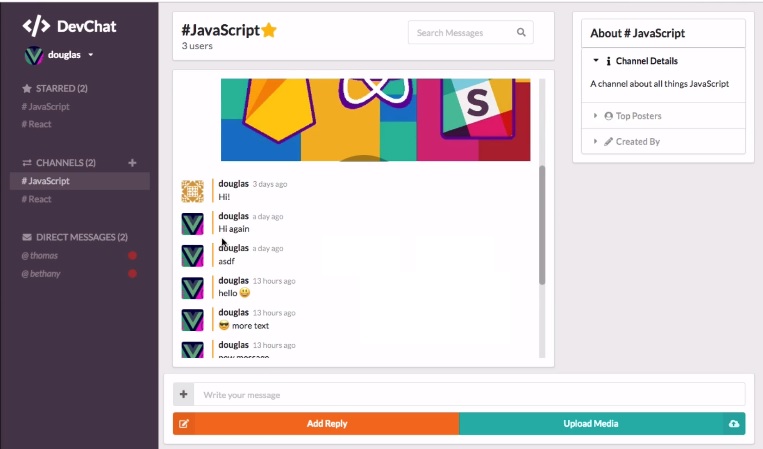 DevChat
douglas
STARRED (2)
# JavaScript
# React
CHANNELS (2)
# JavaScript
# React
DIRECT MESSAGES (2)
@ thomas
@ bethany
#JavaScript
3 users
Search Messages
S
douglas 3 days ago
Hi!
douglas a day ago
Hi again
douglas a day ago
asdf
douglas 13 hours ago
hello 😀
douglas 13 hours ago
😎 more text
douglas 13 hours ago
new message
Write your message
Add Reply
Upload Media
About # JavaScript
Channel Details
A channel about all things JavaScript
Top Posters
Created By